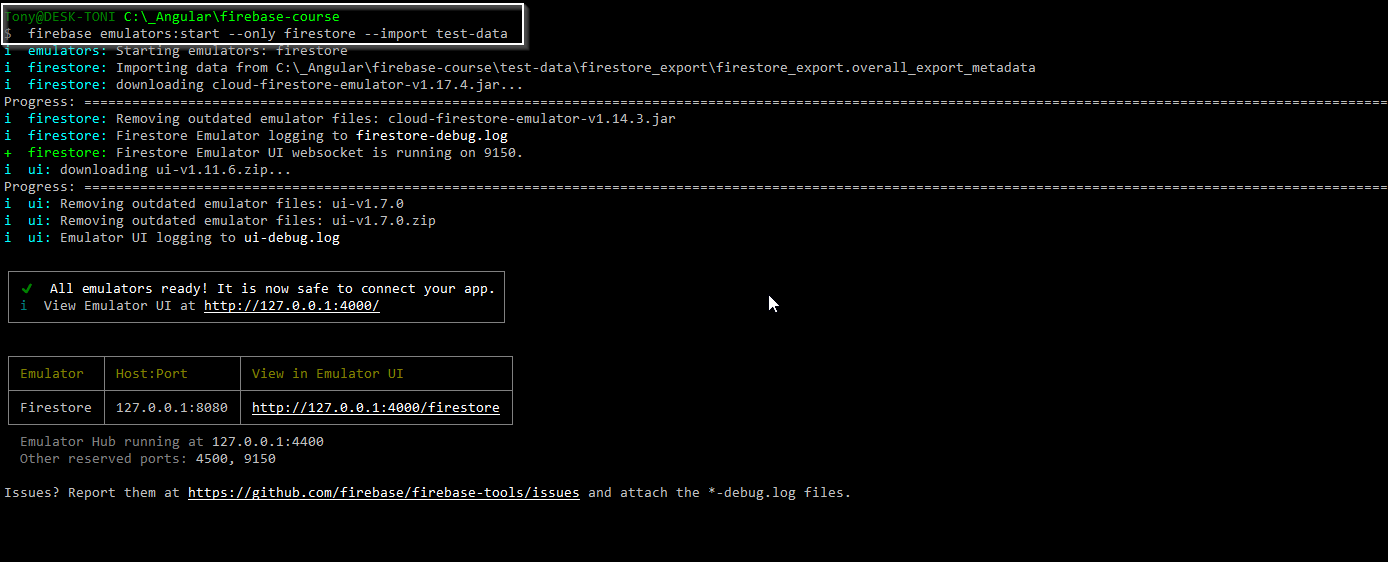 Tony@DESK-TONI C:\_Angular\firebase-course
$ firebase emulators:start --only firestore --import test-data
i emulators: Starting emulators: firestore
i firestore: Importing data from C:\_Angular\firebase-course\test-data\firestore_export\firestore_export.overall_export_metadata
i firestore: downloading cloud-firestore-emulator-v1.17.4.jar...
Progress: ===================================================================================================================================================================
i firestore: Removing outdated emulator files: cloud-firestore-emulator-v1.14.3.jar
i firestore: Firestore Emulator logging to firestore-debug.log
+ firestore: Firestore Emulator UI websocket is running on 9150.
i ui: downloading ui-v1.11.6.zip...
Progress: ===================================================================================================================================================================
i ui: Removing outdated emulator files: ui-v1.7.0
i ui: Removing outdated emulator files: ui-v1.7.0.zip
i ui: Emulator UI logging to ui-debug.log
✔ All emulators ready! It is now safe to connect your app.
i View Emulator UI at http://127.0.0.1:4000/
Emulator Host:Port View in Emulator UI
Firestore 127.0.0.1:8080 http://127.0.0.1:4000/firestore
Emulator Hub running at 127.0.0.1:4400
Other reserved ports: 4500, 9150
Issues? Report them at https://github.com/firebase/firebase-tools/issues and attach the *-debug.log files.